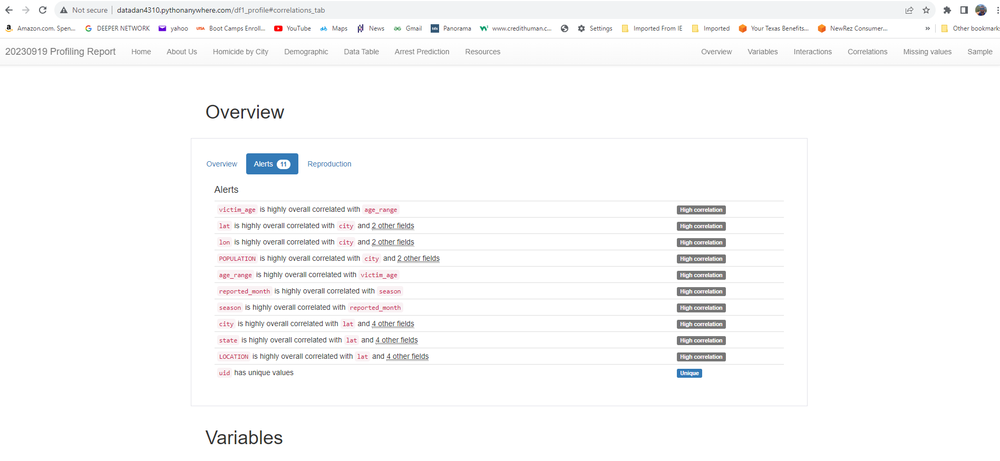 Not secure | datadan4310.pythonanywhere.com/df1_profile#correlations_tab
a Amazon.com. Spen... G DEEPER NETWORK yahoo UTSA Boot Camps Enroll... YouTube Maps News Gmail tds Panorama www.credithuman.c... Settings Imported From IE Imported Your Texas Benefits... NewRez Consumer... » Other bookmarks
20230919 Profiling Report Home About Us Homicide by City Demographic Data Table Arrest Prediction Resources Overview Variables Interactions Correlations Missing values Sample
Overview
Overview Alerts 11 Reproduction
Alerts
victim_age is highly overall correlated with age_range High correlation
lat is highly overall correlated with city and 2 other fields High correlation
lon is highly overall correlated with city and 2 other fields High correlation
POPULATION is highly overall correlated with city and 2 other fields High correlation
age_range is highly overall correlated with victim_age High correlation
reported_month is highly overall correlated with season High correlation
season is highly overall correlated with reported_month High correlation
city is highly overall correlated with lat and 4 other fields High correlation
state is highly overall correlated with lat and 4 other fields High correlation
LOCATION is highly overall correlated with lat and 4 other fields High correlation
uid has unique values Unique
Variables